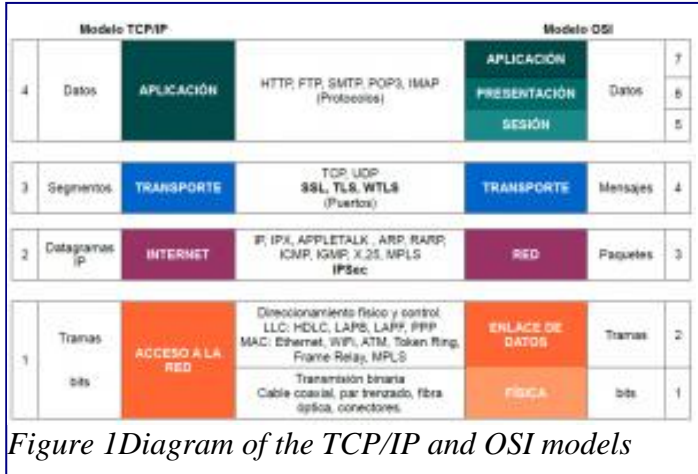 Modelo TCP/IP
Modelo OSI
4
Datos
APLICACIÓN
HTTP, FTP, SMTP, POP3, IMAP
(Protocolos)
APLICACIÓN
PRESENTACIÓN
SESIÓN
Datos
7
6
5
3
Segmentos
TRANSPORTE
TCP, UDP
SSL, TLS, WTLS
(Puertos)
TRANSPORTE
Mensajes
4
2
Datagramas
IP
INTERNET
IP, IPX, APPLETALK , ARP, RARP,
ICMP, IGMP, X.25, MPLS
IPSec
RED
Paquetes
3
1
Tramas
bits
ACCESO A LA
RED
Direccionamiento físico y control
LLC: HDLC, LAPB, LAPF, PPP
MAC: Ethernet, WiFi, ATM, Token Ring,
Frame Relay, MPLS
Transmisión binaria
Cable coaxial, par trenzado, fibra
óptica, conectores.
ENLACE DE
DATOS
Tramas
2
FÍSICA
bits
1
Figure 1Diagram of the TCP/IP and OSI models